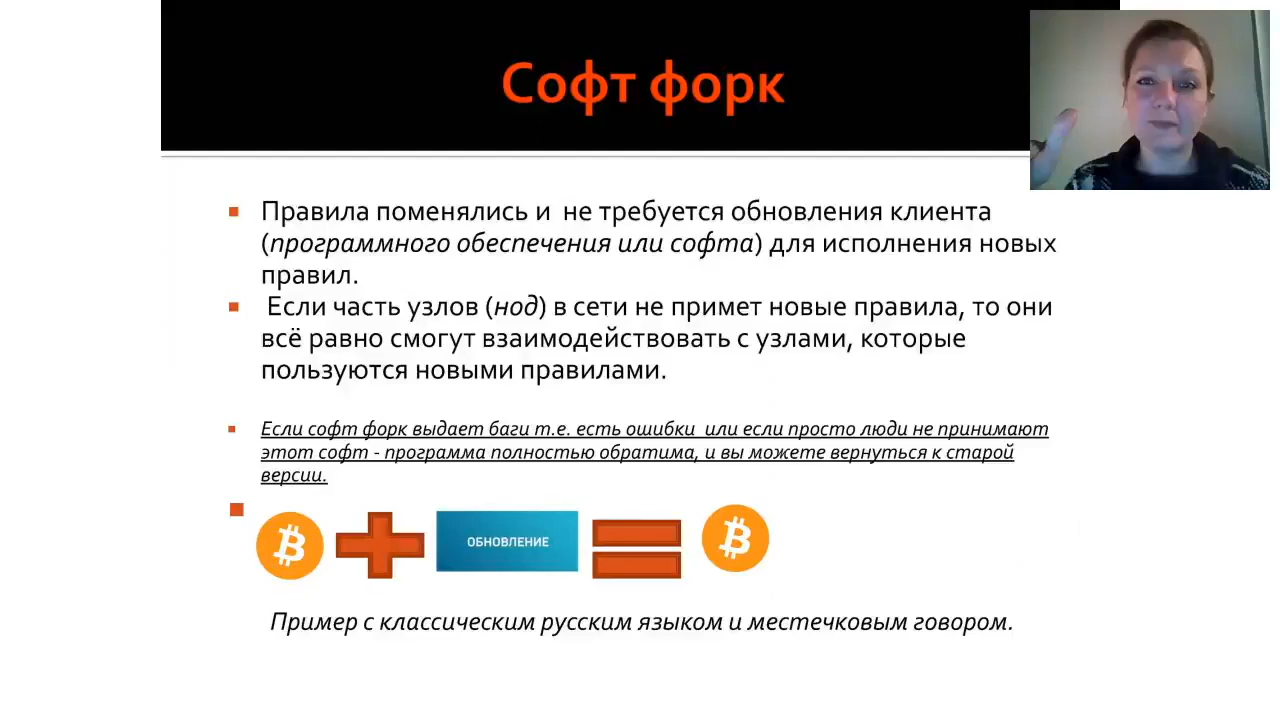 Софт форк
Правила поменялись и не требуется обновления клиента
(программного обеспечения или софта) для исполнения новых
правил.
Если часть узлов (нод) в сети не примет новые правила, то они
всё равно смогут взаимодействовать с узлами, которые
пользуются новыми правилами.
Если софт форк выдает баги т.е. есть ошибки или если просто люди не принимают
этот софт - программа полностью обратима, и вы можете вернуться к старой
версии.
ОБНОВЛЕНИЕ
Пример с классическим русским языком и местечковым говором.